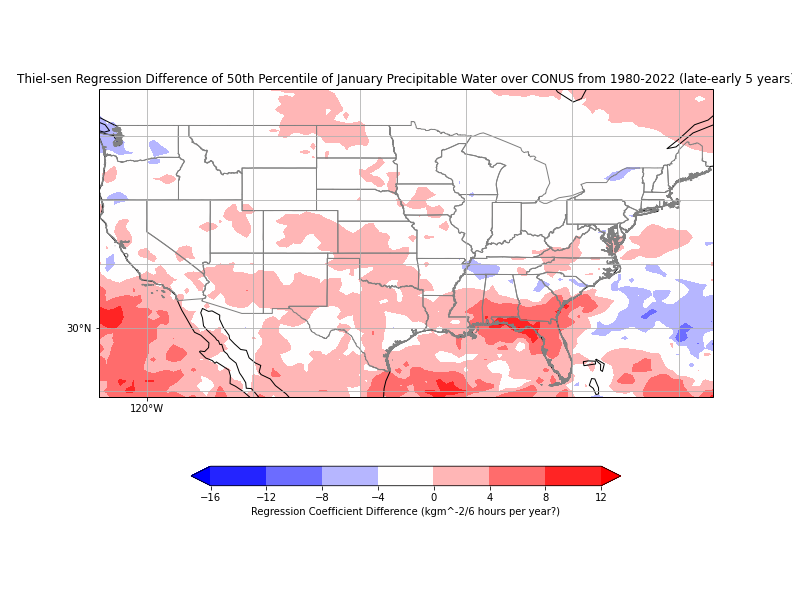 Thiel-sen Regression Difference of 50th Percentile of January Precipitable Water over CONUS from 1980-2022 (late-early 5 years)
30°N
120°W
−16 −12 −8 −4 0 4 8 12
Regression Coefficient Difference (kgm^-2/6 hours per year?)